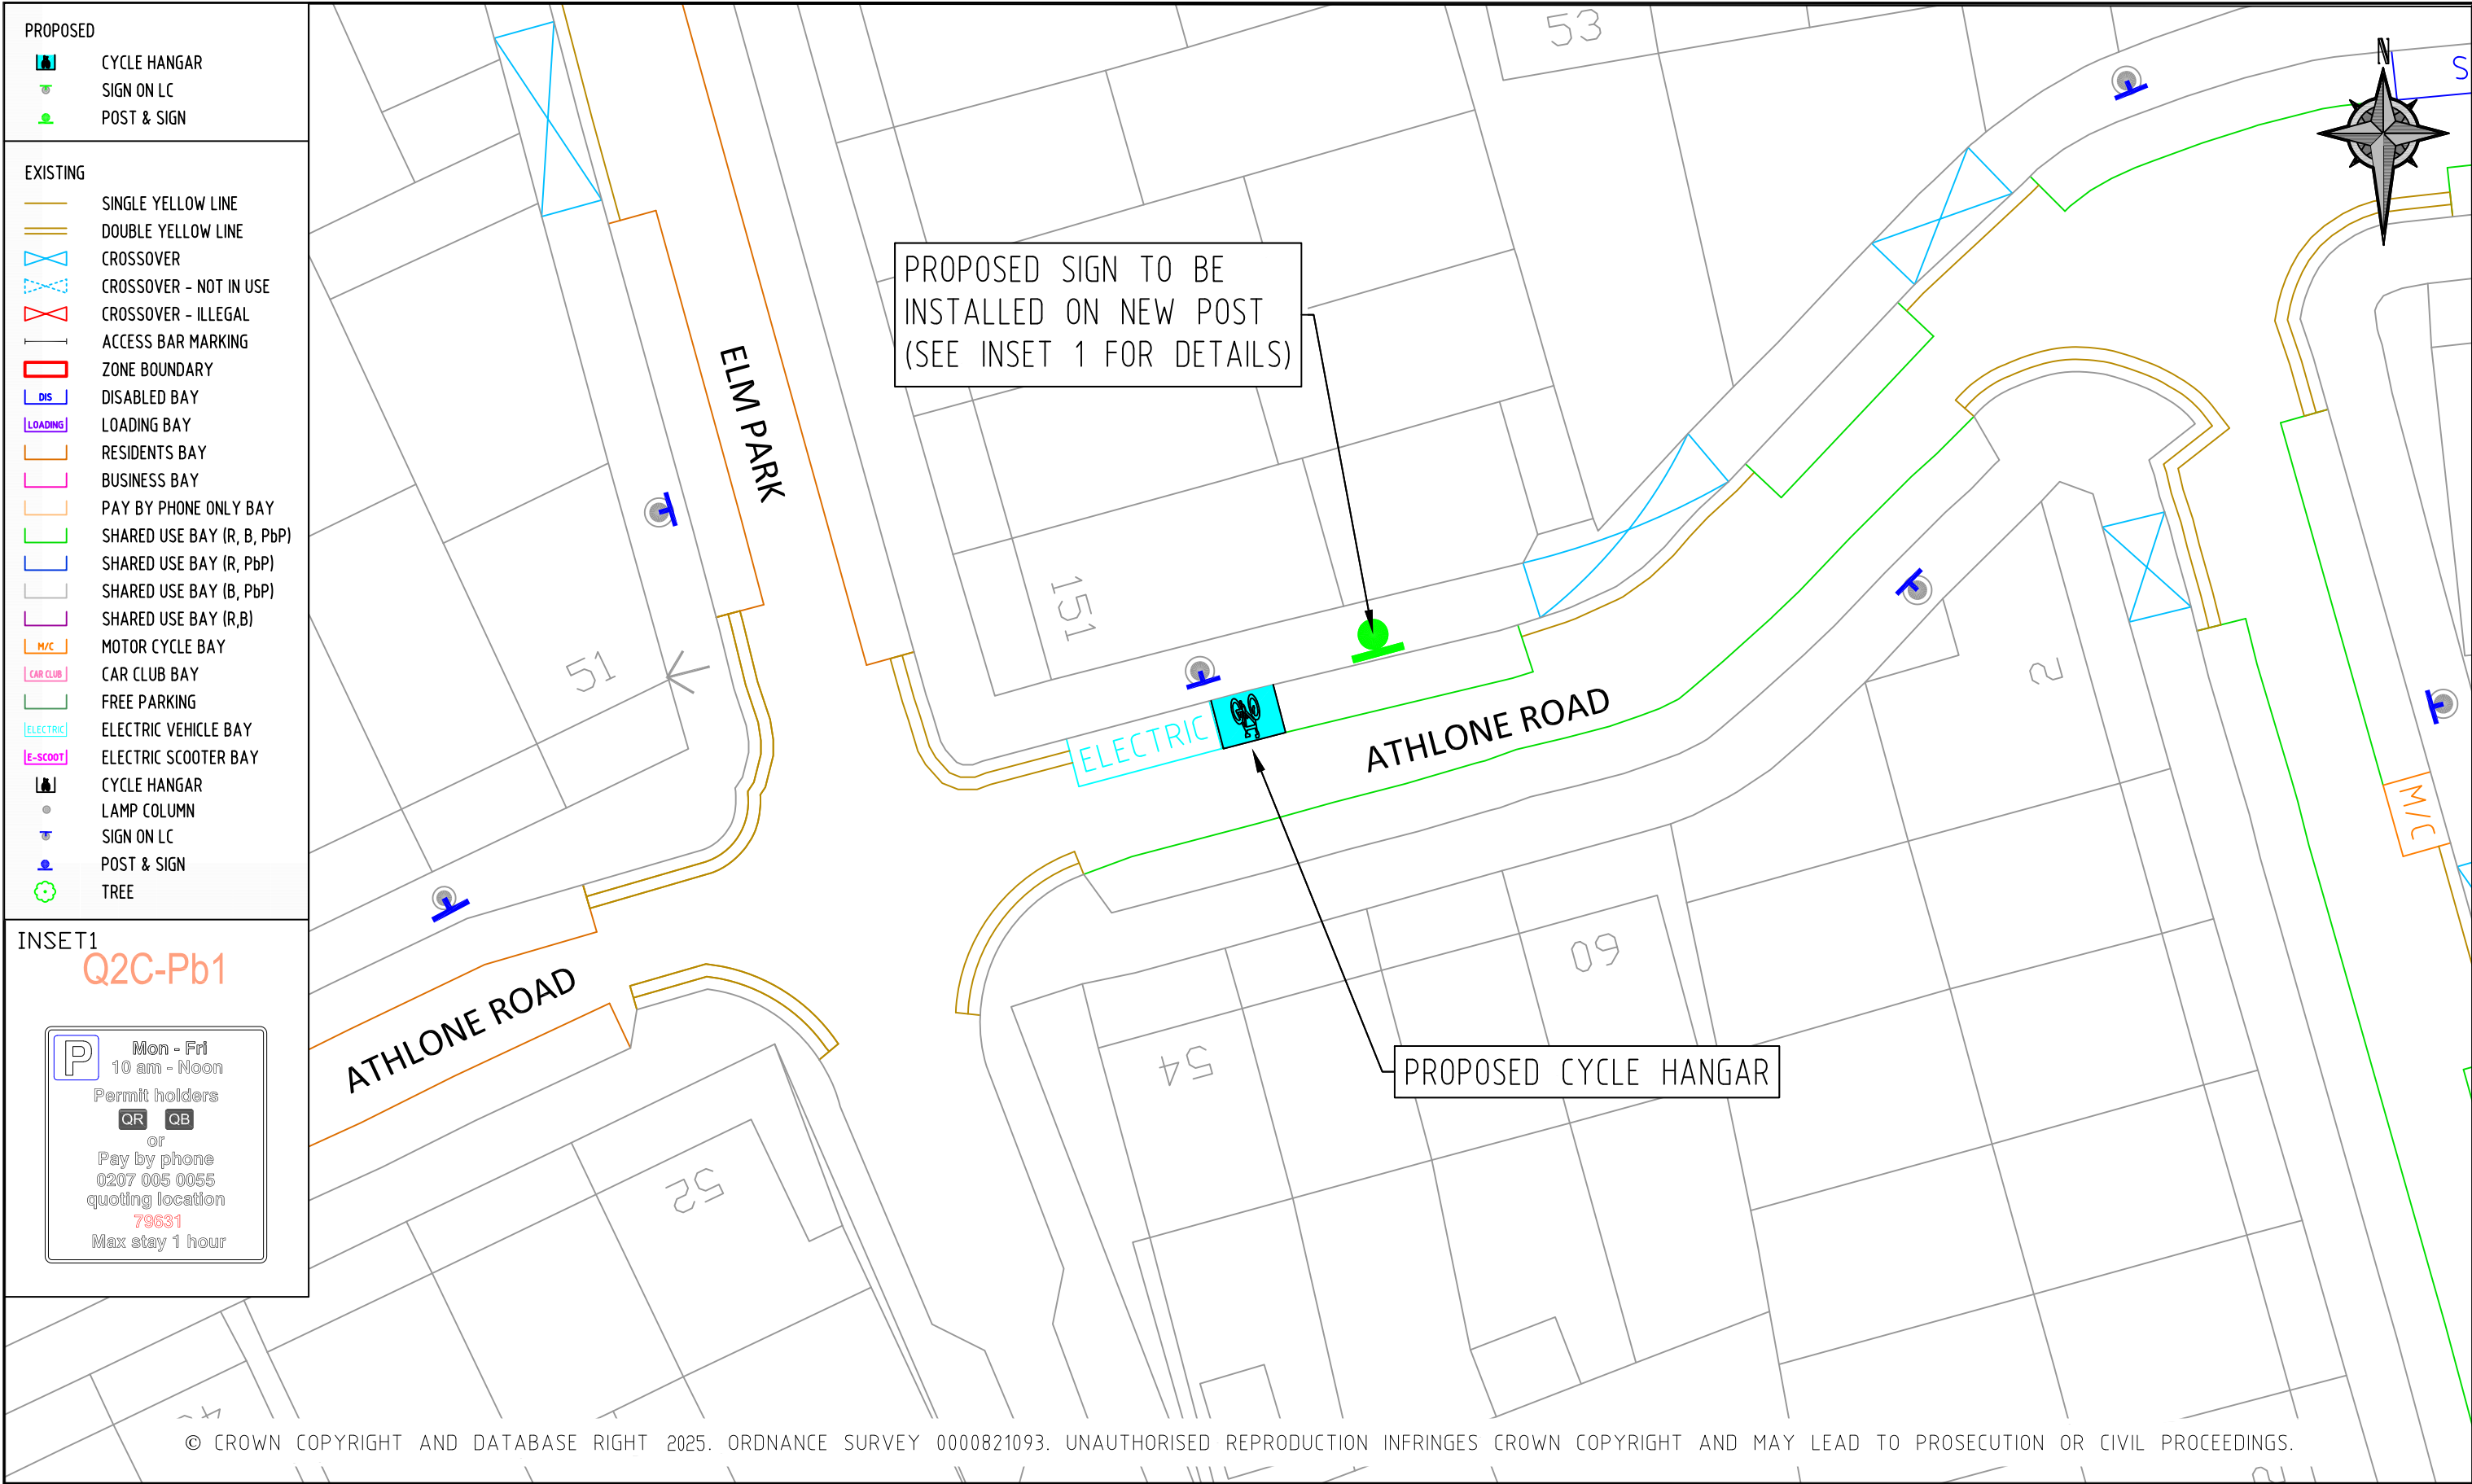 PROPOSED
CYCLE HANGAR
SIGN ON LC
POST & SIGN
EXISTING
SINGLE YELLOW LINE
DOUBLE YELLOW LINE
CROSSOVER
CROSSOVER - NOT IN USE
CROSSOVER - ILLEGAL
ACCESS BAR MARKING
ZONE BOUNDARY
DIS DISABLED BAY
LOADING LOADING BAY
RESIDENTS BAY
BUSINESS BAY
PAY BY PHONE ONLY BAY
SHARED USE BAY (R, B, PbP)
SHARED USE BAY (R, PbP)
SHARED USE BAY (B, PbP)
SHARED USE BAY (R,B)
M/C MOTOR CYCLE BAY
CAR CLUB CAR CLUB BAY
FREE PARKING
ELECTRIC ELECTRIC VEHICLE BAY
E-SCOOT ELECTRIC SCOOTER BAY
CYCLE HANGAR
LAMP COLUMN
SIGN ON LC
POST & SIGN
TREE
INSET1
Q2C-Pb1
P Mon - Fri
10 am - Noon
Permit holders
QR QB
or
Pay by phone
0207 005 0055
quoting location
79631
Max stay 1 hour
53
N
S
PROPOSED SIGN TO BE
INSTALLED ON NEW POST
(SEE INSET 1 FOR DETAILS)
ELM PARK
151
51
2
ELECTRIC
ATHLONE ROAD
M/C
60
ATHLONE ROAD
54
PROPOSED CYCLE HANGAR
52
© CROWN COPYRIGHT AND DATABASE RIGHT 2025. ORDNANCE SURVEY 0000821093. UNAUTHORISED REPRODUCTION INFRINGES CROWN COPYRIGHT AND MAY LEAD TO PROSECUTION OR CIVIL PROCEEDINGS.